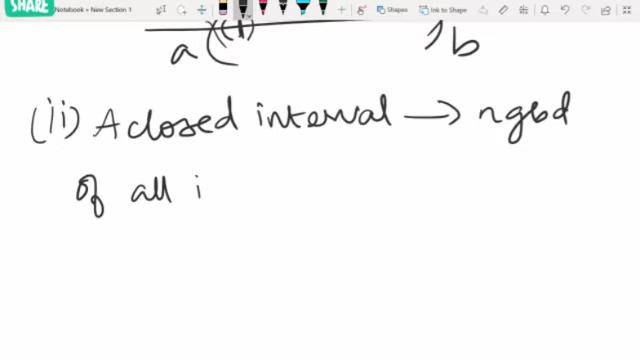 SHARE
Notebook • New Section 1
Shapes
Ink to Shape
a ( ) b
(ii) A closed interval → ngbd
of all i